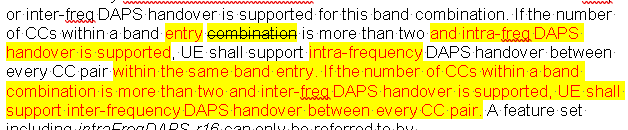 or inter-freq DAPS handover is supported for this band combination. If the number
of CCs within a band entry combination is more than two and intra-freq DAPS
handover is supported, UE shall support intra-frequency DAPS handover between
every CC pair within the same band entry. If the number of CCs within a band
combination is more than two and inter-freq DAPS handover is supported, UE shall
support inter-frequency DAPS handover between every CC pair. A feature set
including intraFreqDAPS-r16 can only be referred to by